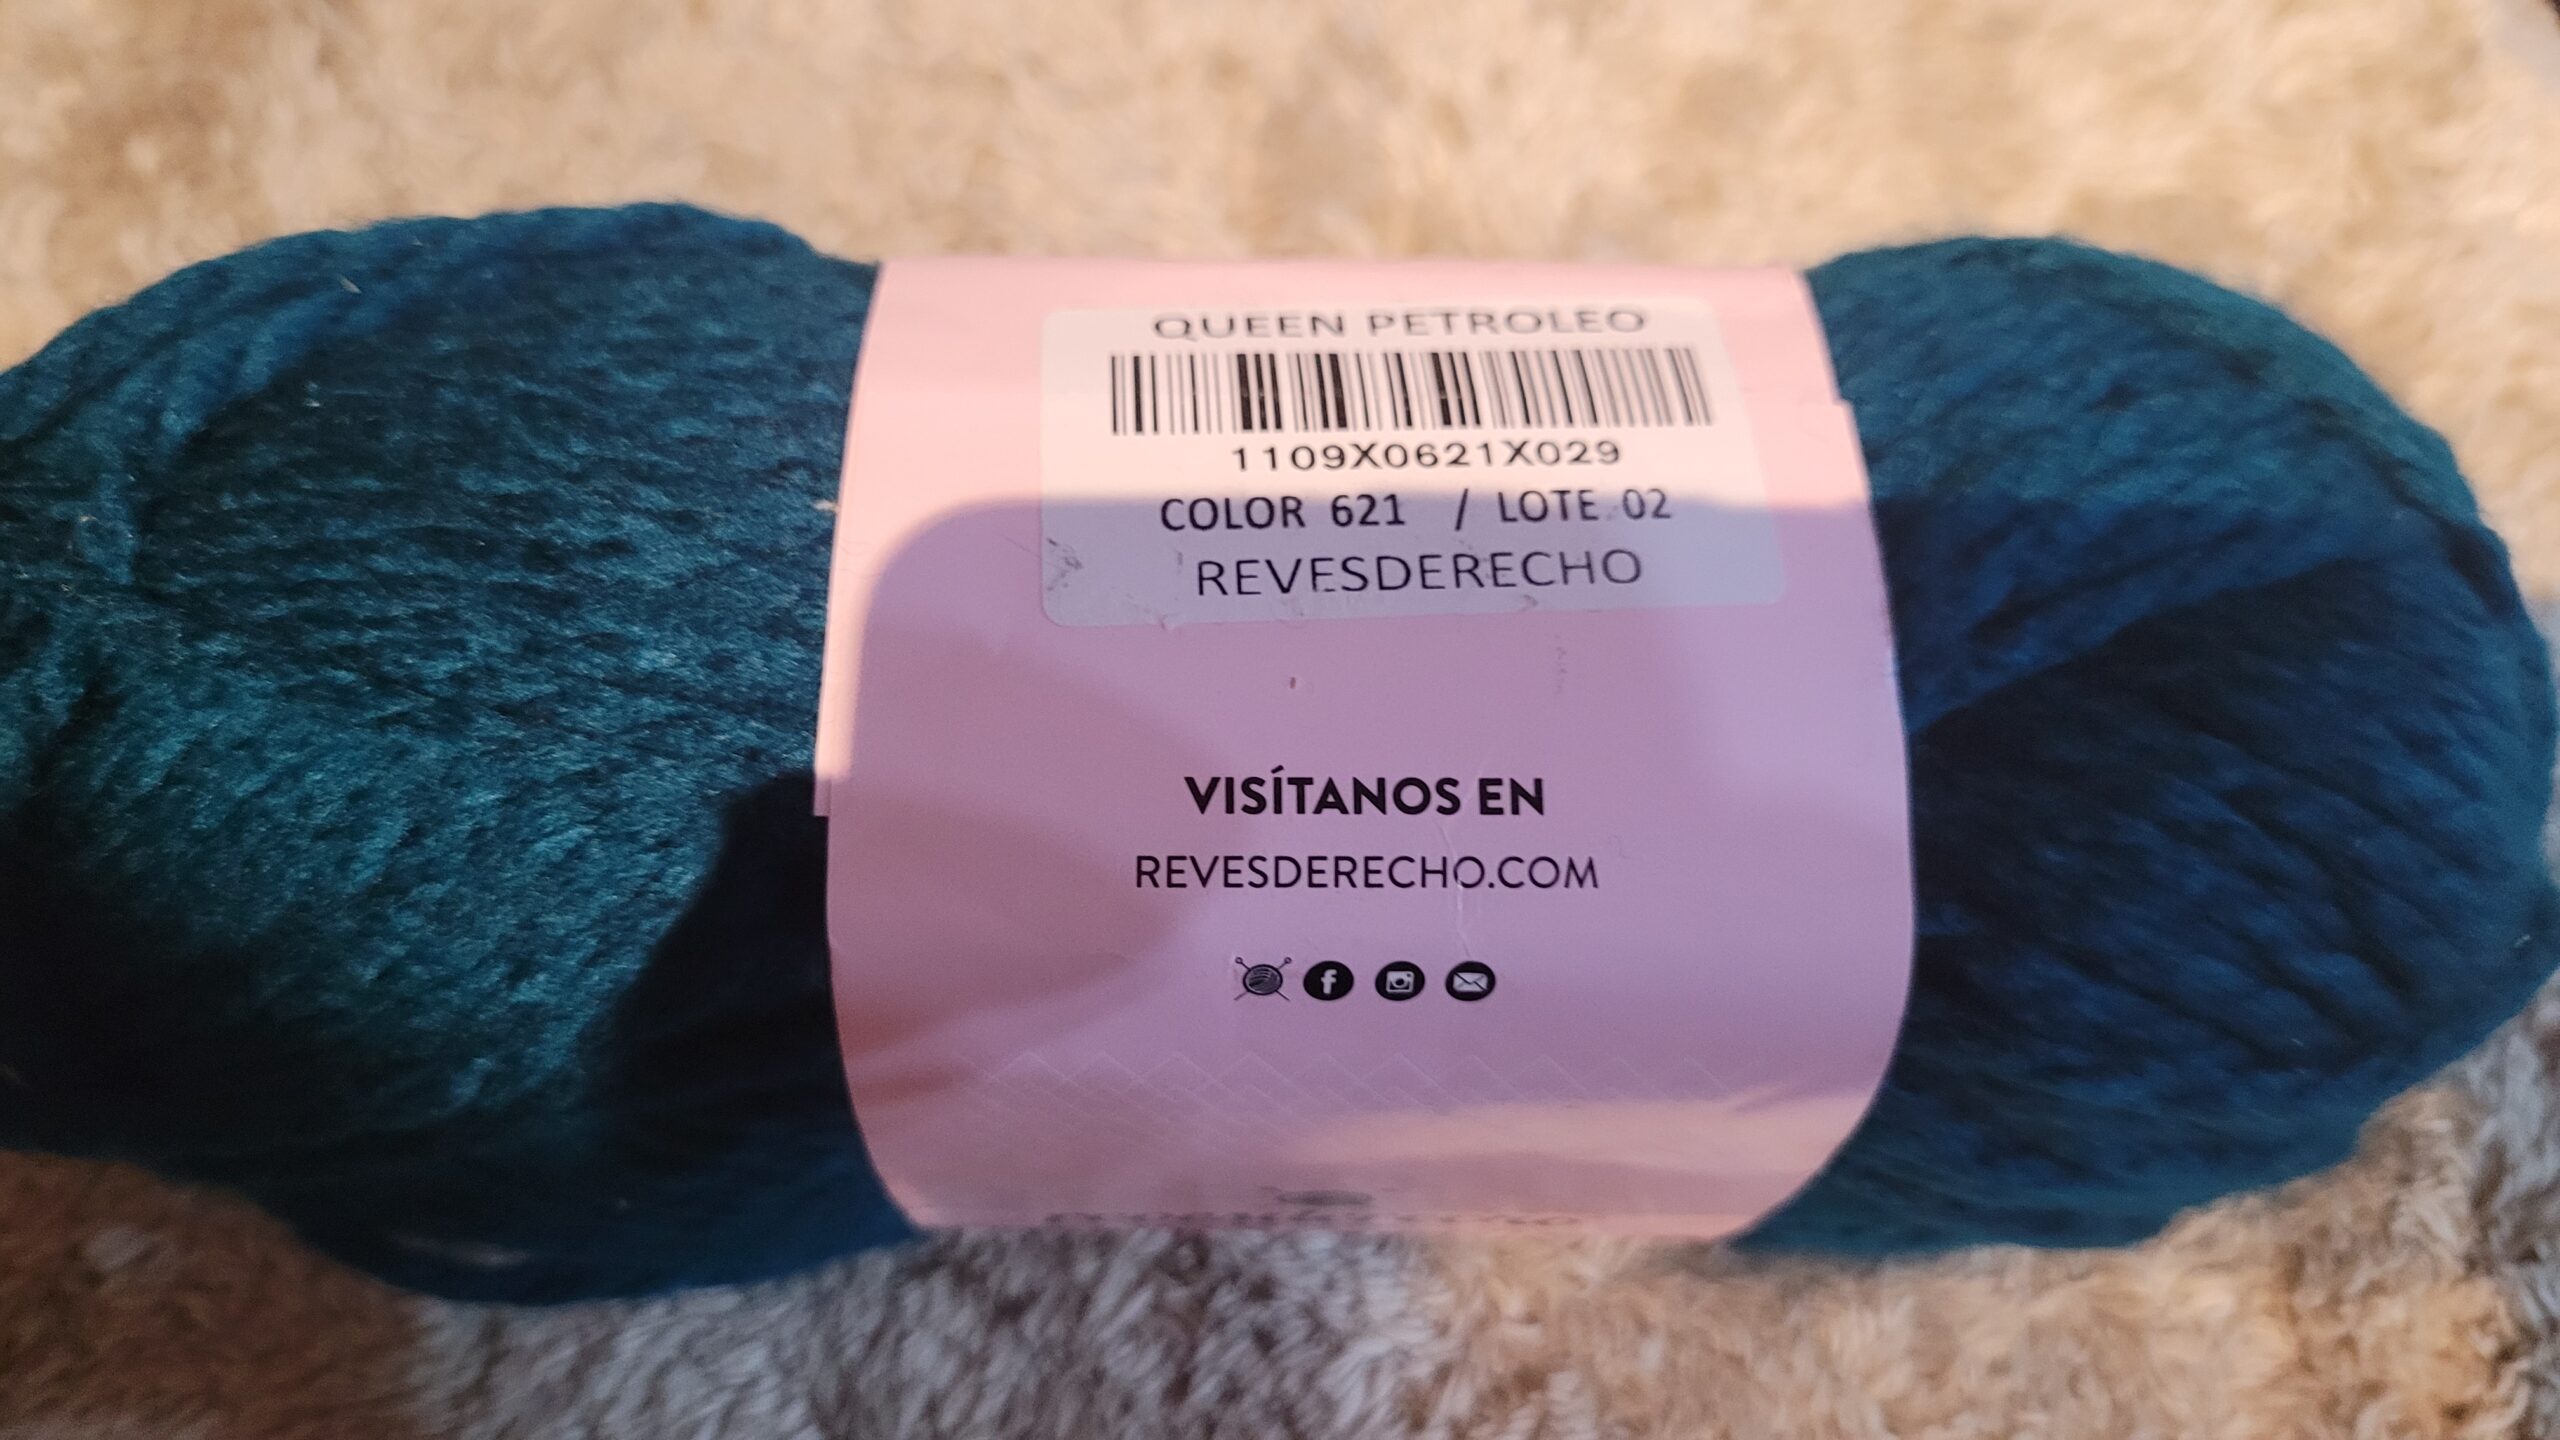 QUEEN PETROLEO
1109X0621X029
COLOR 621 / LOTE 02
REVESDERECHO
VISÍTANOS EN
REVESDERECHO.COM